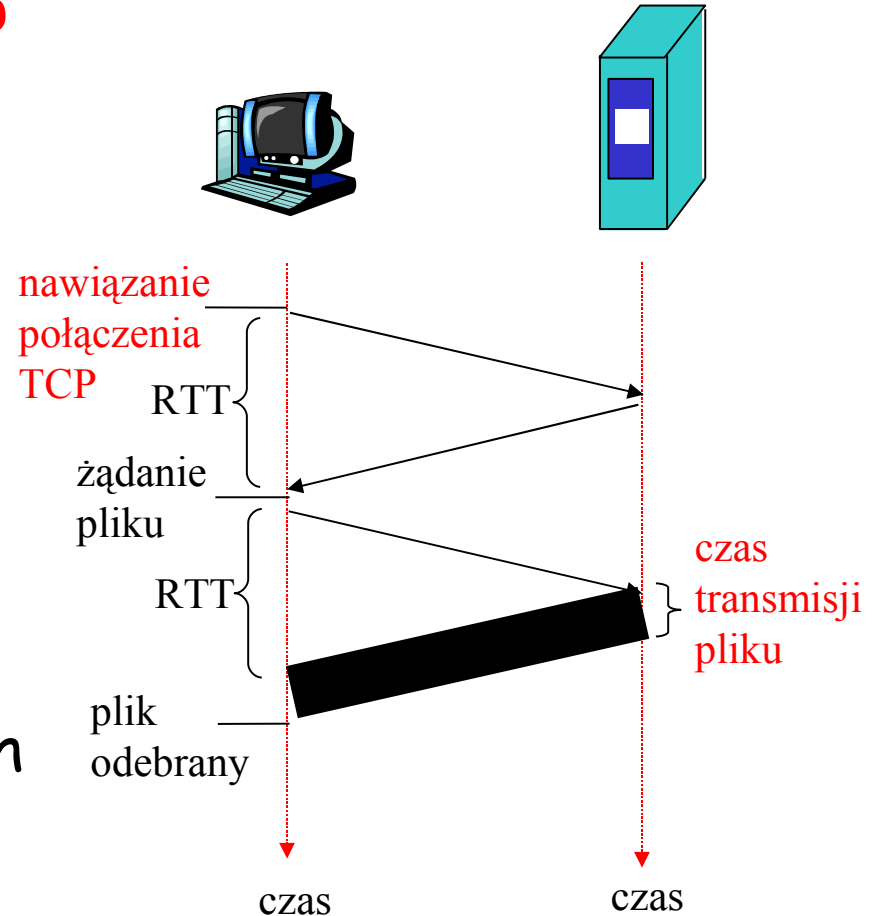 nawiązanie
połączenia
TCP
RTT
żądanie
pliku
RTT
czas
transmisji
pliku
plik
odebrany
czas
czas